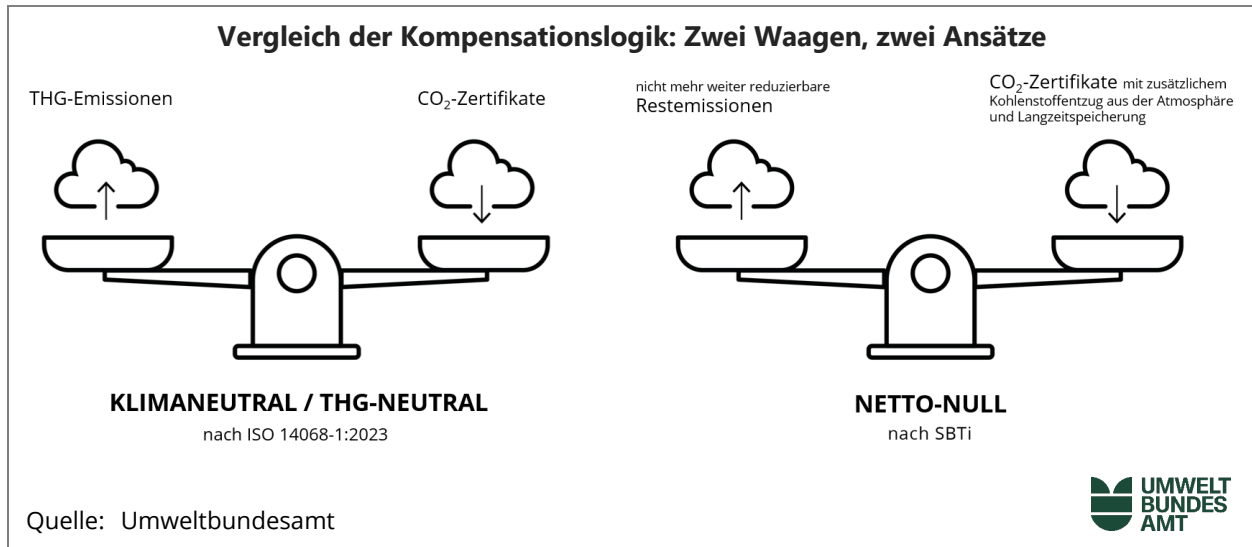 Vergleich der Kompensationslogik: Zwei Waagen, zwei Ansätze
THG-Emissionen
CO₂-Zertifikate
KLIMANEUTRAL / THG-NEUTRAL
nach ISO 14068-1:2023
nicht mehr weiter reduzierbare
Restemissionen
CO₂-Zertifikate mit zusätzlichem
Kohlenstoffentzug aus der Atmosphäre
und Langzeitspeicherung
NETTO-NULL
nach SBTi
Quelle: Umweltbundesamt
UMWELT
BUNDES
AMT